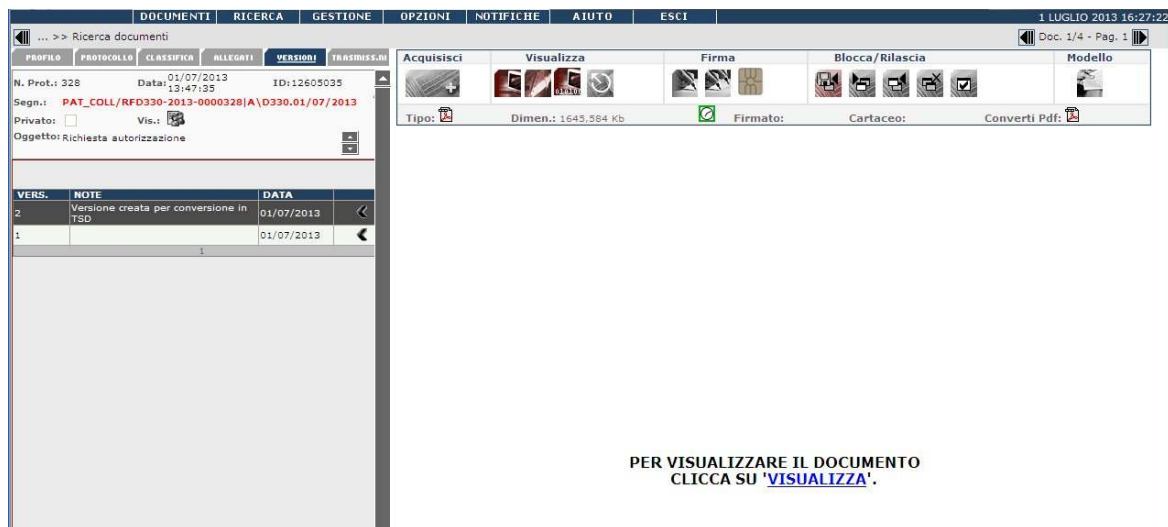 DOCUMENTI RICERCA GESTIONE OPZIONI NOTIFICHE AIUTO ESCI 1 LUGLIO 2013 16:27:22
... >> Ricerca documenti
Doc. 1/4 - Pag. 1
PROFILO PROTOCOLLO CLASSIFICA ALLEGATI VERSIONI TRASMISS.NI
N. Prot.: 328 Data: 01/07/2013 13:47:35 ID:12605035
Segn.: PAT_COLL/RFD330-2013-0000328|A\D330.01/07/2013
Privato: Vis.:
Oggetto: Richiesta autorizzazione
VERS. NOTE DATA
2 Versione creata per conversione in TSD 01/07/2013
1 01/07/2013
1
Acquisisci Visualizza Firma Blocca/Rilascia Modello
Tipo: Dimen.: 1645,584 Kb Firmato: Cartaceo: Converti Pdf:
PER VISUALIZZARE IL DOCUMENTO
CLICCA SU 'VISUALIZZA'.